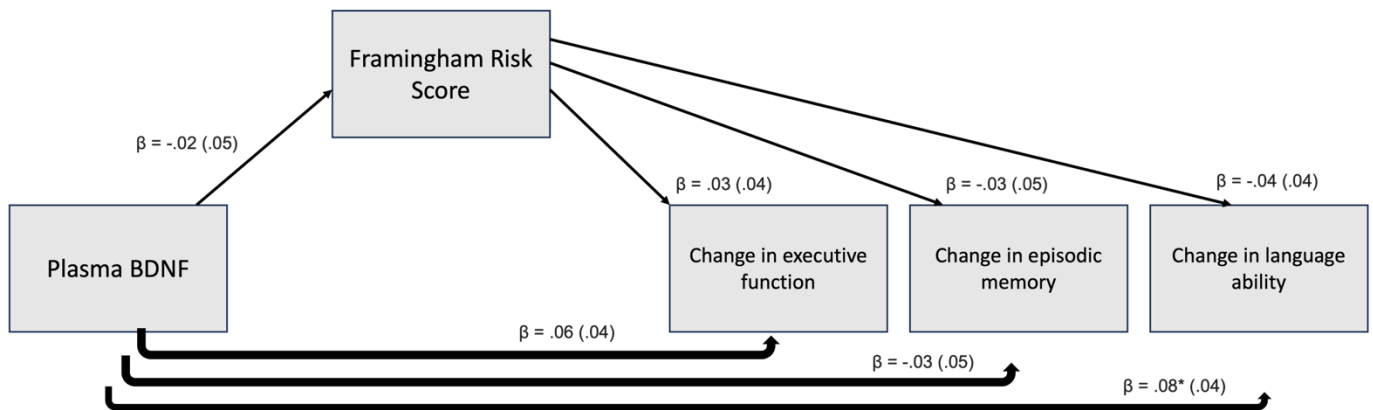 Framingham Risk
Score
β = -.02 (.05)
β = .03 (.04)
β = -.03 (.05)
β = -.04 (.04)
Plasma BDNF
Change in executive
function
Change in episodic
memory
Change in language
ability
β = .06 (.04)
β = -.03 (.05)
β = .08* (.04)